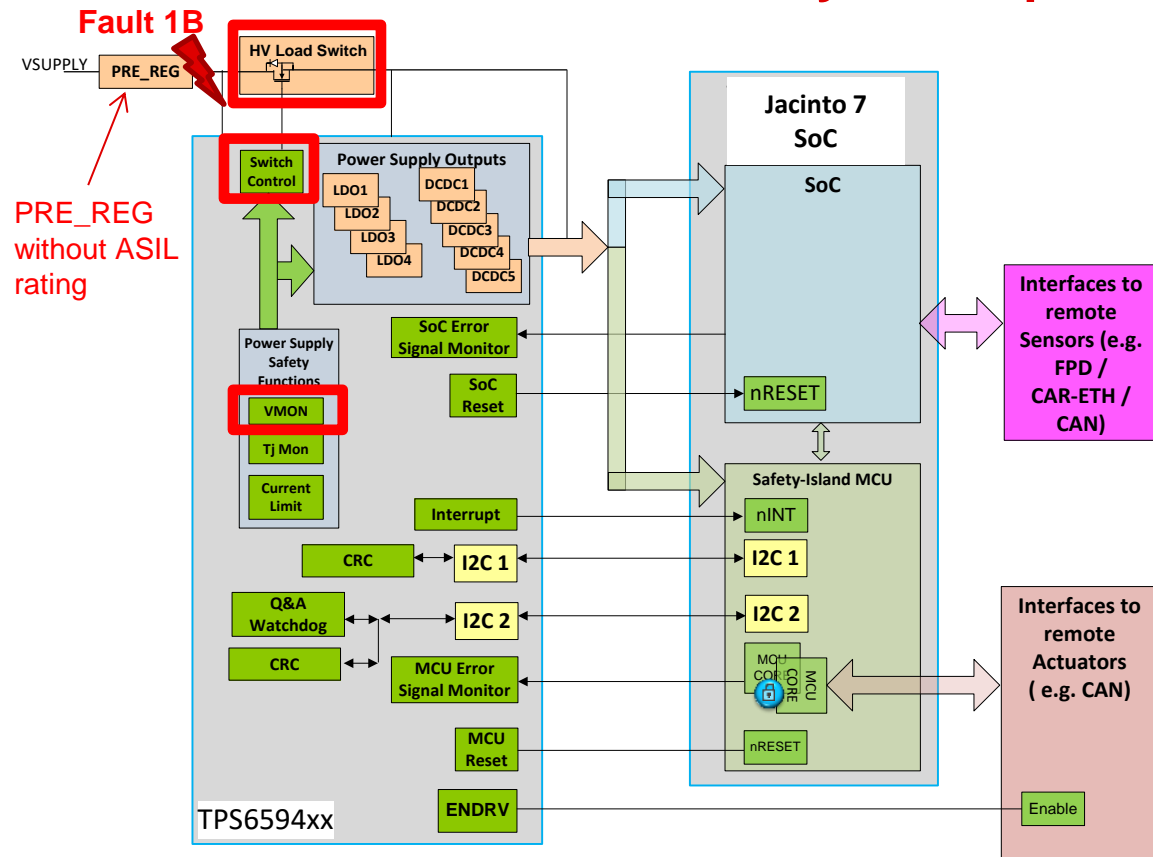 Fault 1B
HV Load Switch
VSUPPLY
PRE_REG
Jacinto 7
SoC
Switch
Control
Power Supply Outputs
LDO1
LDO2
LDO3
LDO4
DCDC1
DCDC2
DCDC3
DCDC4
DCDC5
SoC
PRE_REG
without ASIL
rating
Power Supply
Safety
Functions
VMON
Tj Mon
Current
Limit
SoC Error
Signal Monitor
SoC
Reset
nRESET
Interfaces to
remote
Sensors (e.g.
FPD /
CAR-ETH /
CAN)
Safety-Island MCU
Interrupt
nINT
CRC
I2C 1
I2C 1
Q&A
Watchdog
I2C 2
I2C 2
CRC
MCU Error
Signal Monitor
MCU
CORE
MCU
CORE
Interfaces to
remote
Actuators
( e.g. CAN)
MCU
Reset
nRESET
ENDRV
Enable
TPS6594xx